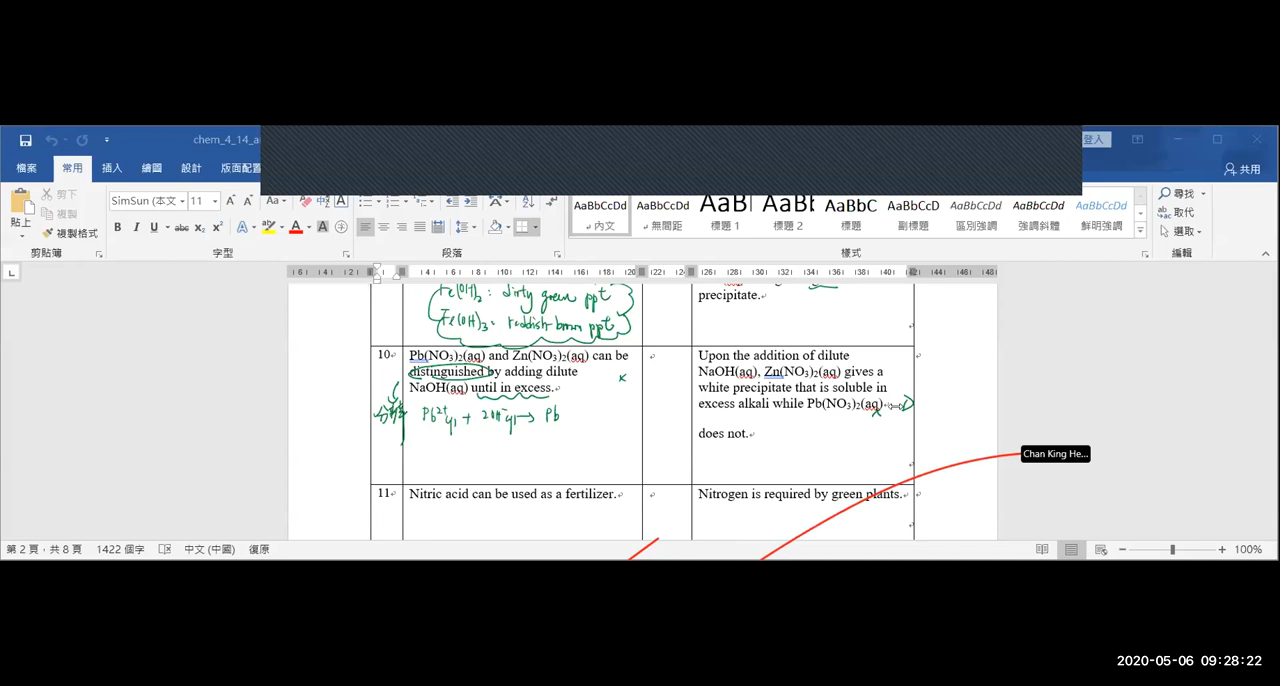 chem_4_14_a
登入
檔案 常用 插入 繪圖 設計 版面配置
共用
貼上
剪下
複製
複製格式
SimSun (本文 11
AaBbCcDd AaBbCcDd AaBbC AaBbC AaBbCcD AaBbCcDd AaBbCcDd AaBbCcDd
內文 無間距 標題 1 標題 2 標題 副標題 區別強調 強調斜體 鮮明強調
尋找
取代
選取
剪貼簿 字型 段落 樣式 編輯
Fe(OH)₂: dirty green ppt
Fe(OH)₃: reddish-brown ppt
precipitate.
10
Pb(NO3)2(aq) and Zn(NO3)2(aq) can be
distinguished by adding dilute
NaOH(aq) until in excess.
Pb²⁺ + 2OH⁻ → Pb
Upon the addition of dilute
NaOH(aq), Zn(NO3)2(aq) gives a
white precipitate that is soluble in
excess alkali while Pb(NO3)2(aq)
does not.
Chan King He...
11
Nitric acid can be used as a fertilizer.
Nitrogen is required by green plants.
第 2 頁，共 8 頁 1422 個字 中文 (中國) 復原
100%
2020-05-06 09:28:22